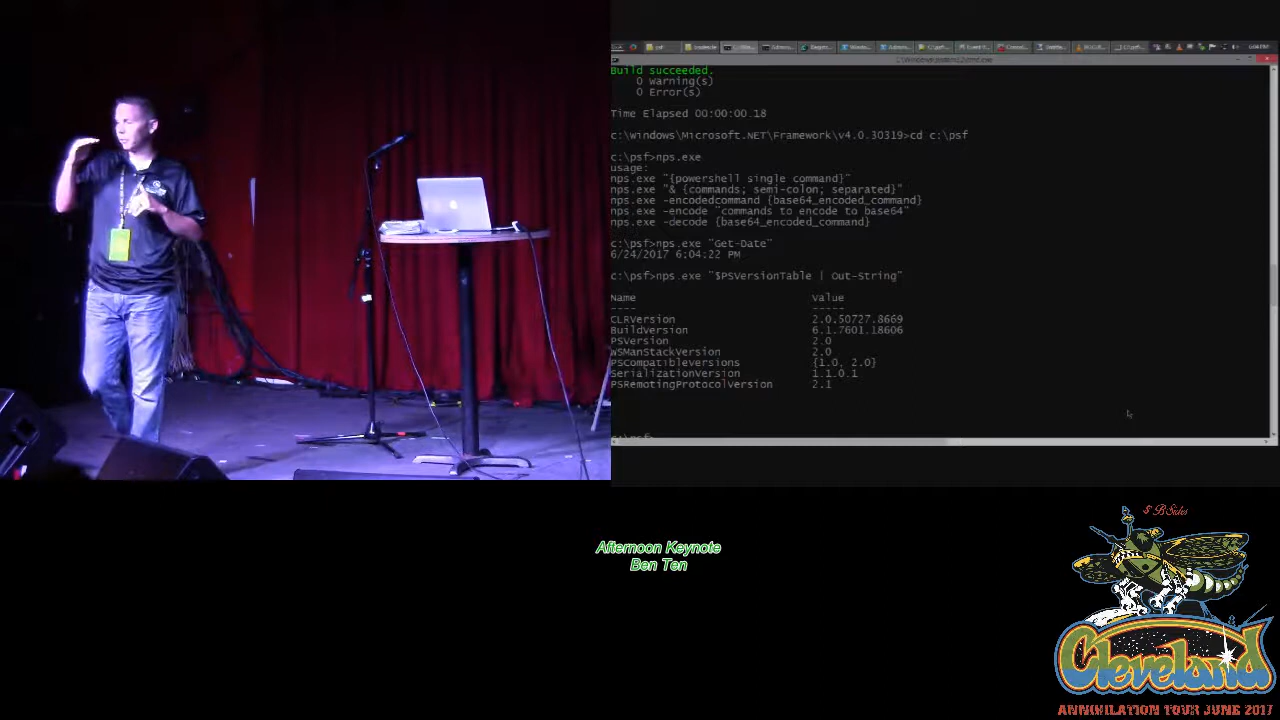 Build succeeded.
0 Warning(s)
0 Error(s)
Time Elapsed 00:00:00.18
c:\Windows\Microsoft.NET\Framework\v4.0.30319>cd c:\psf
c:\psf>nps.exe
usage:
nps.exe "{powershell single command}"
nps.exe "& {commands; semi-colon; separated}"
nps.exe -encodedcommand {base64_encoded_command}
nps.exe -encode "commands to encode to base64"
nps.exe -decode {base64_encoded_command}
c:\psf>nps.exe "Get-Date"
6/24/2017 6:04:22 PM
c:\psf>nps.exe "$PSVersionTable | Out-String"
Name Value
---- -----
CLRVersion 2.0.50727.8669
BuildVersion 6.1.7601.18606
PSVersion 2.0
WSManStackVersion 2.0
PSCompatibleVersions {1.0, 2.0}
SerializationVersion 1.1.0.1
PSRemotingProtocolVersion 2.1
Afternoon Keynote
Ben Ten
BSides
Cleveland
ANNIHILATION TOUR JUNE 2017